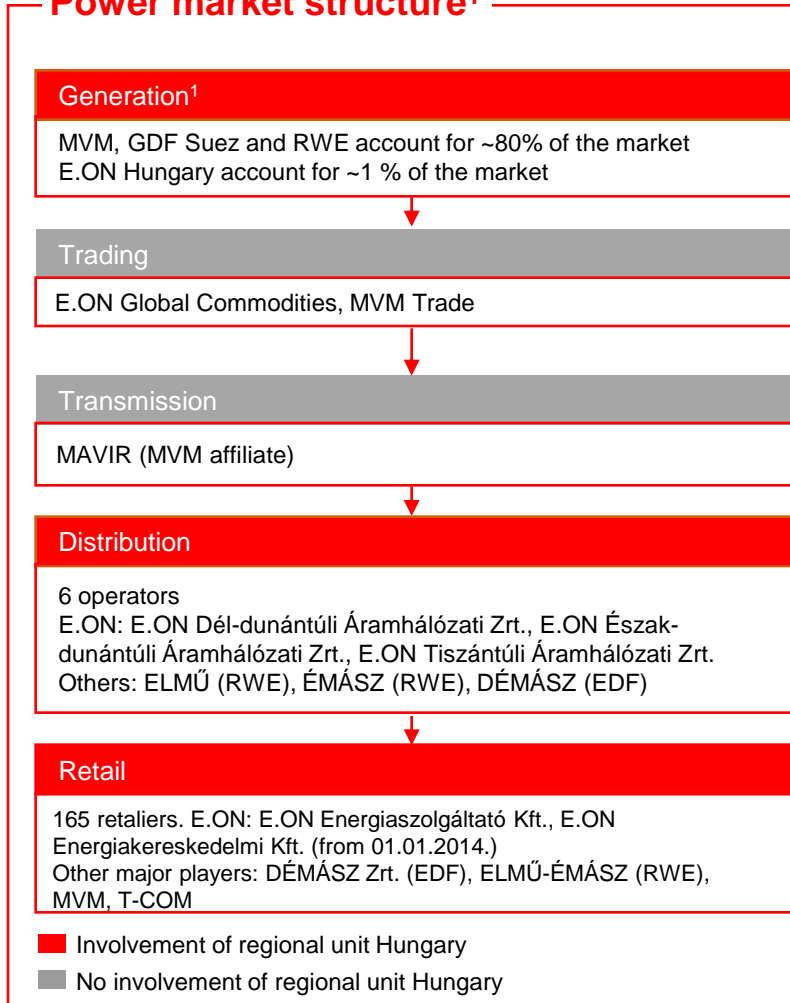 Power market structure¹
Generation¹
MVM, GDF Suez and RWE account for ~80% of the market
E.ON Hungary account for ~1 % of the market
Trading
E.ON Global Commodities, MVM Trade
Transmission
MAVIR (MVM affiliate)
Distribution
6 operators
E.ON: E.ON Dél-dunántúli Áramhálózati Zrt., E.ON Észak-
dunántúli Áramhálózati Zrt., E.ON Tiszántúli Áramhálózati Zrt.
Others: ELMŰ (RWE), ÉMÁSZ (RWE), DÉMÁSZ (EDF)
Retail
165 retaliers. E.ON: E.ON Energiaszolgáltató Kft., E.ON
Energiakereskedelmi Kft. (from 01.01.2014.)
Other major players: DÉMÁSZ Zrt. (EDF), ELMŰ-ÉMÁSZ (RWE),
MVM, T-COM
Involvement of regional unit Hungary
No involvement of regional unit Hungary